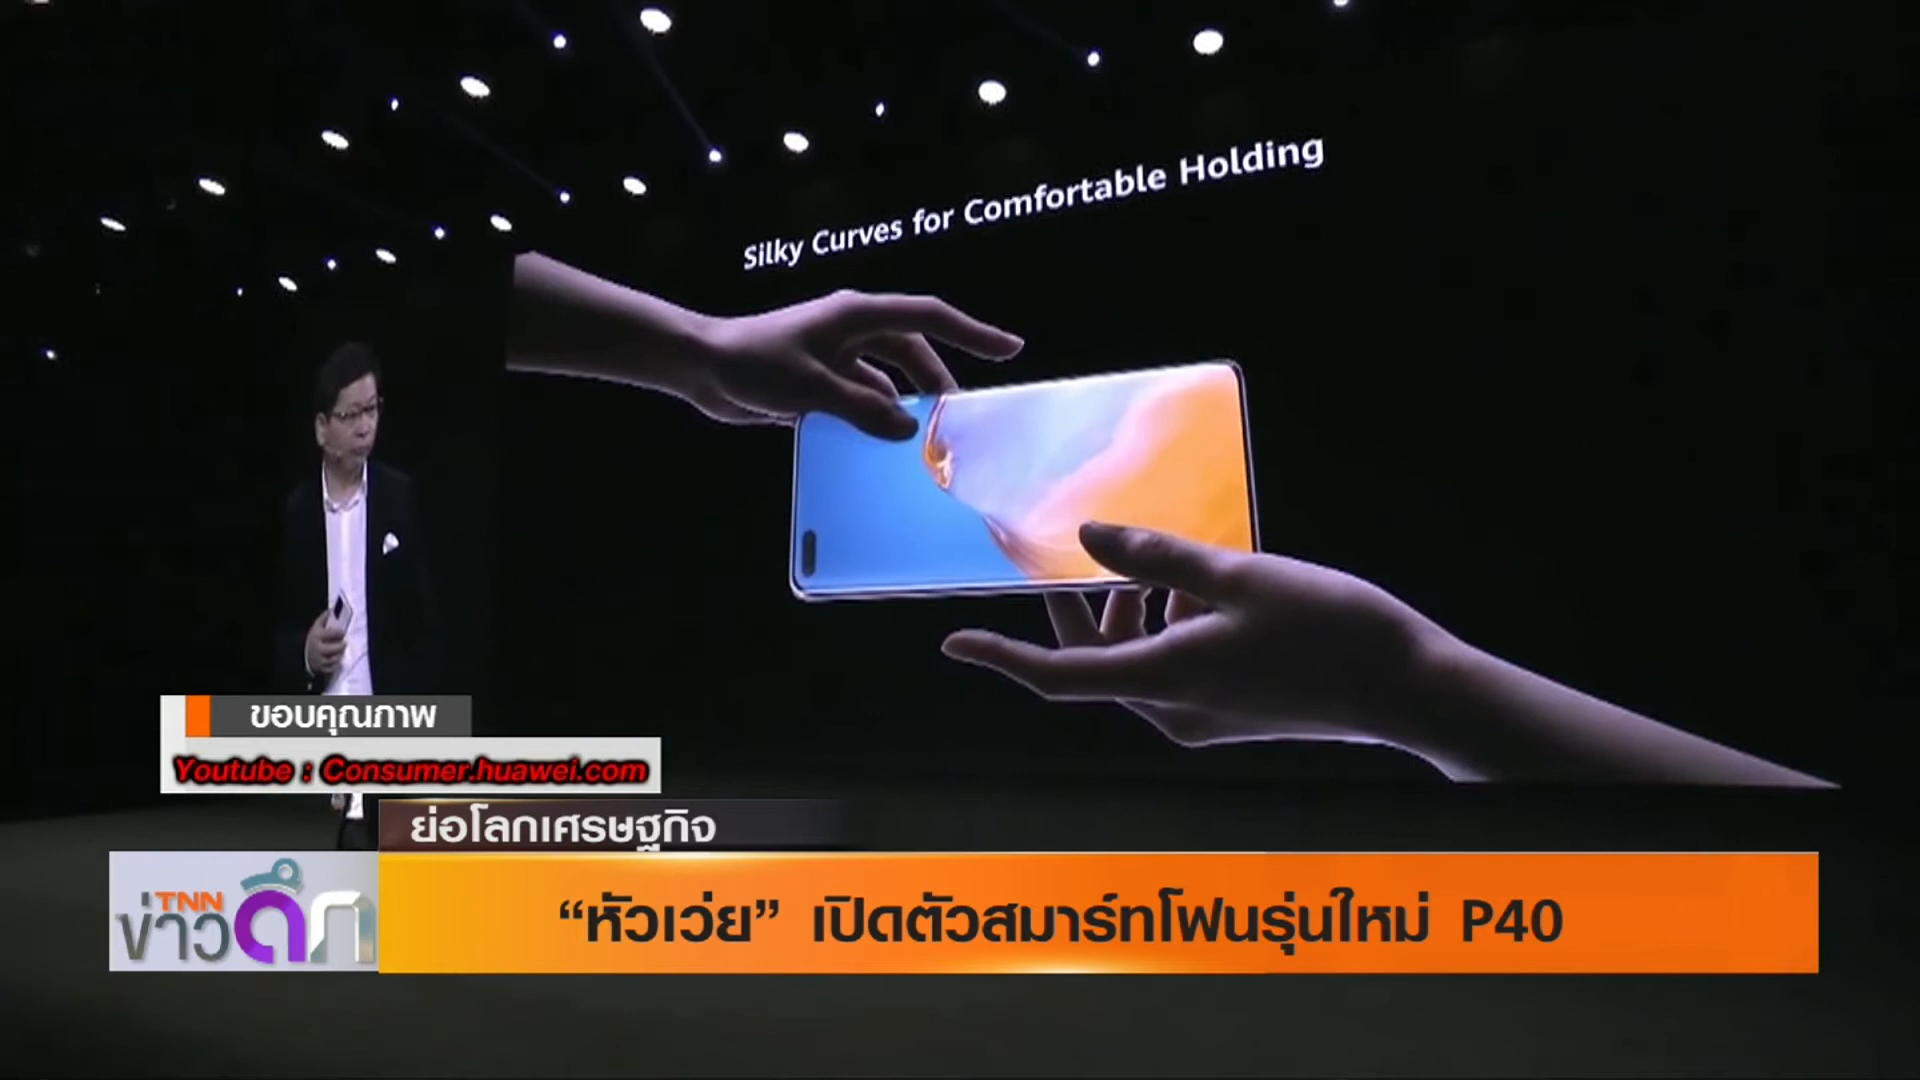 Silky Curves for Comfortable Holding
ขอบคุณภาพ
Youtube : Consumer.huawei.com
ย่อโลกเศรษฐกิจ
TNN
ข่าวดึก
“หัวเว่ย” เปิดตัวสมาร์ทโฟนรุ่นใหม่ P40